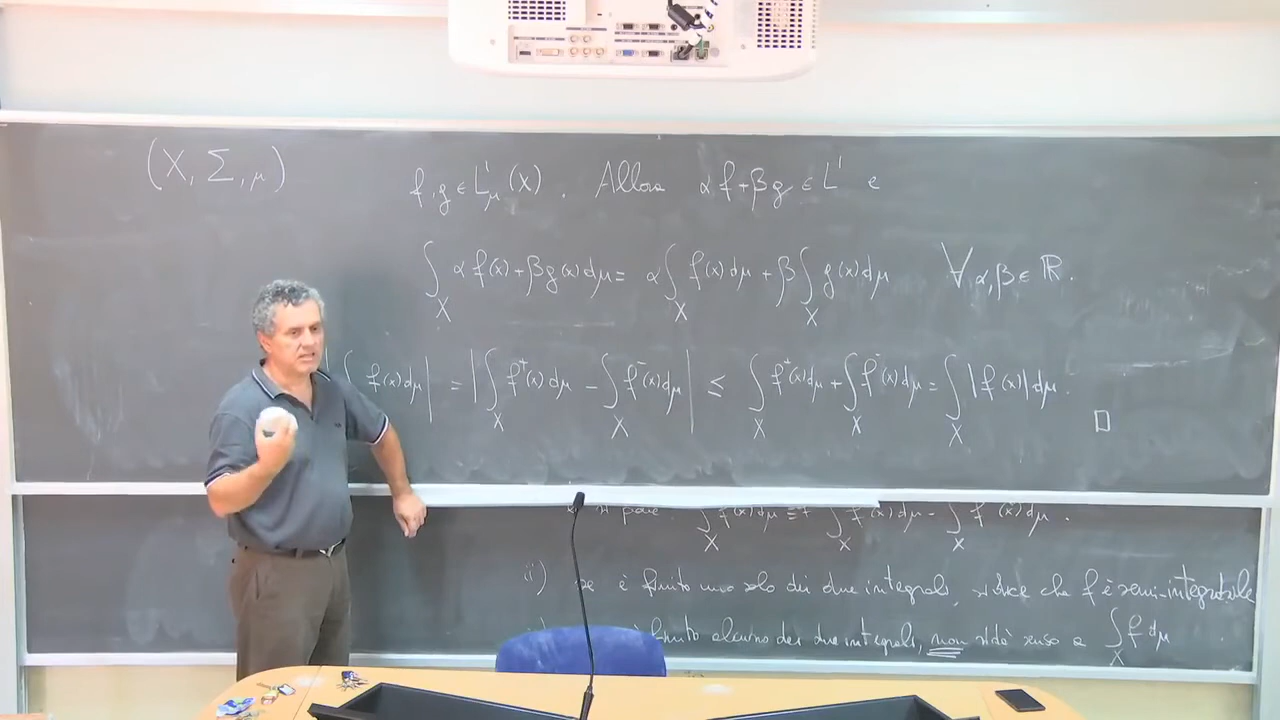 (X, Σ, μ)
f, g ∈ L¹_μ(X). Allora αf + βg ∈ L¹ e
∫_X αf(x) + βg(x) dμ = α ∫_X f(x) dμ + β ∫_X g(x) dμ ∀ α, β ∈ ℝ.
| ∫ f(x) dμ | = | ∫_X f⁺(x) dμ − ∫_X f⁻(x) dμ | ≤ ∫_X f⁺(x) dμ + ∫_X f⁻(x) dμ = ∫_X |f(x)| dμ. □
si pone ∫_X f(x) dμ ∫_X f (x) dμ − ∫_X f (x) dμ.
ii) se è finito uno solo dei due integrali, si dice che f è semi-integrabile
finito alcuno dei due integrali, non si dà senso a ∫_X f dμ